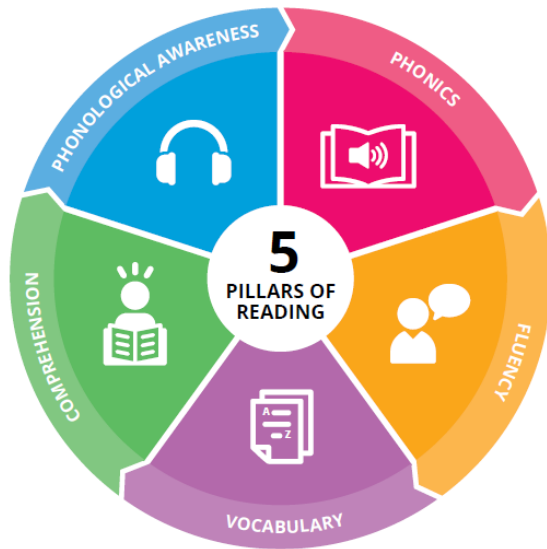 PHONOLOGICAL AWARENESS
PHONICS
5
PILLARS OF
READING
COMPREHENSION
FLUENCY
A
Z
VOCABULARY